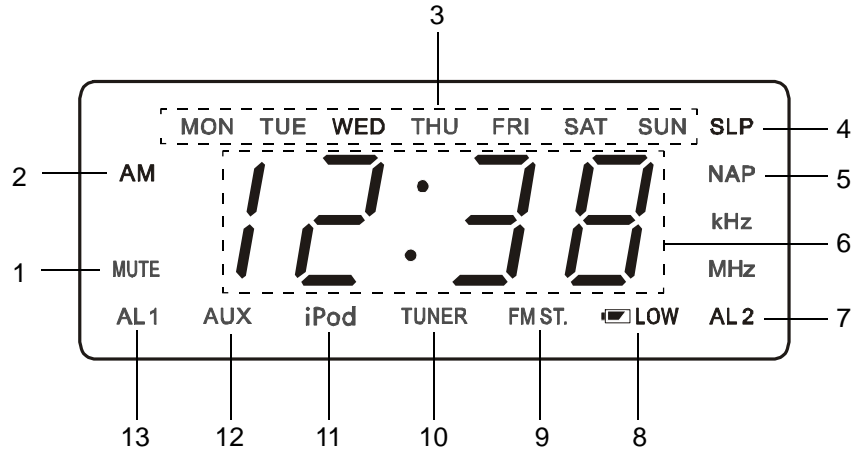 3
MON TUE WED THU FRI SAT SUN SLP 4
2 AM 12:38 NAP 5
kHz
6
1 MUTE MHz
AL1 AUX iPod TUNER FM ST. LOW AL2 7
13 12 11 10 9 8